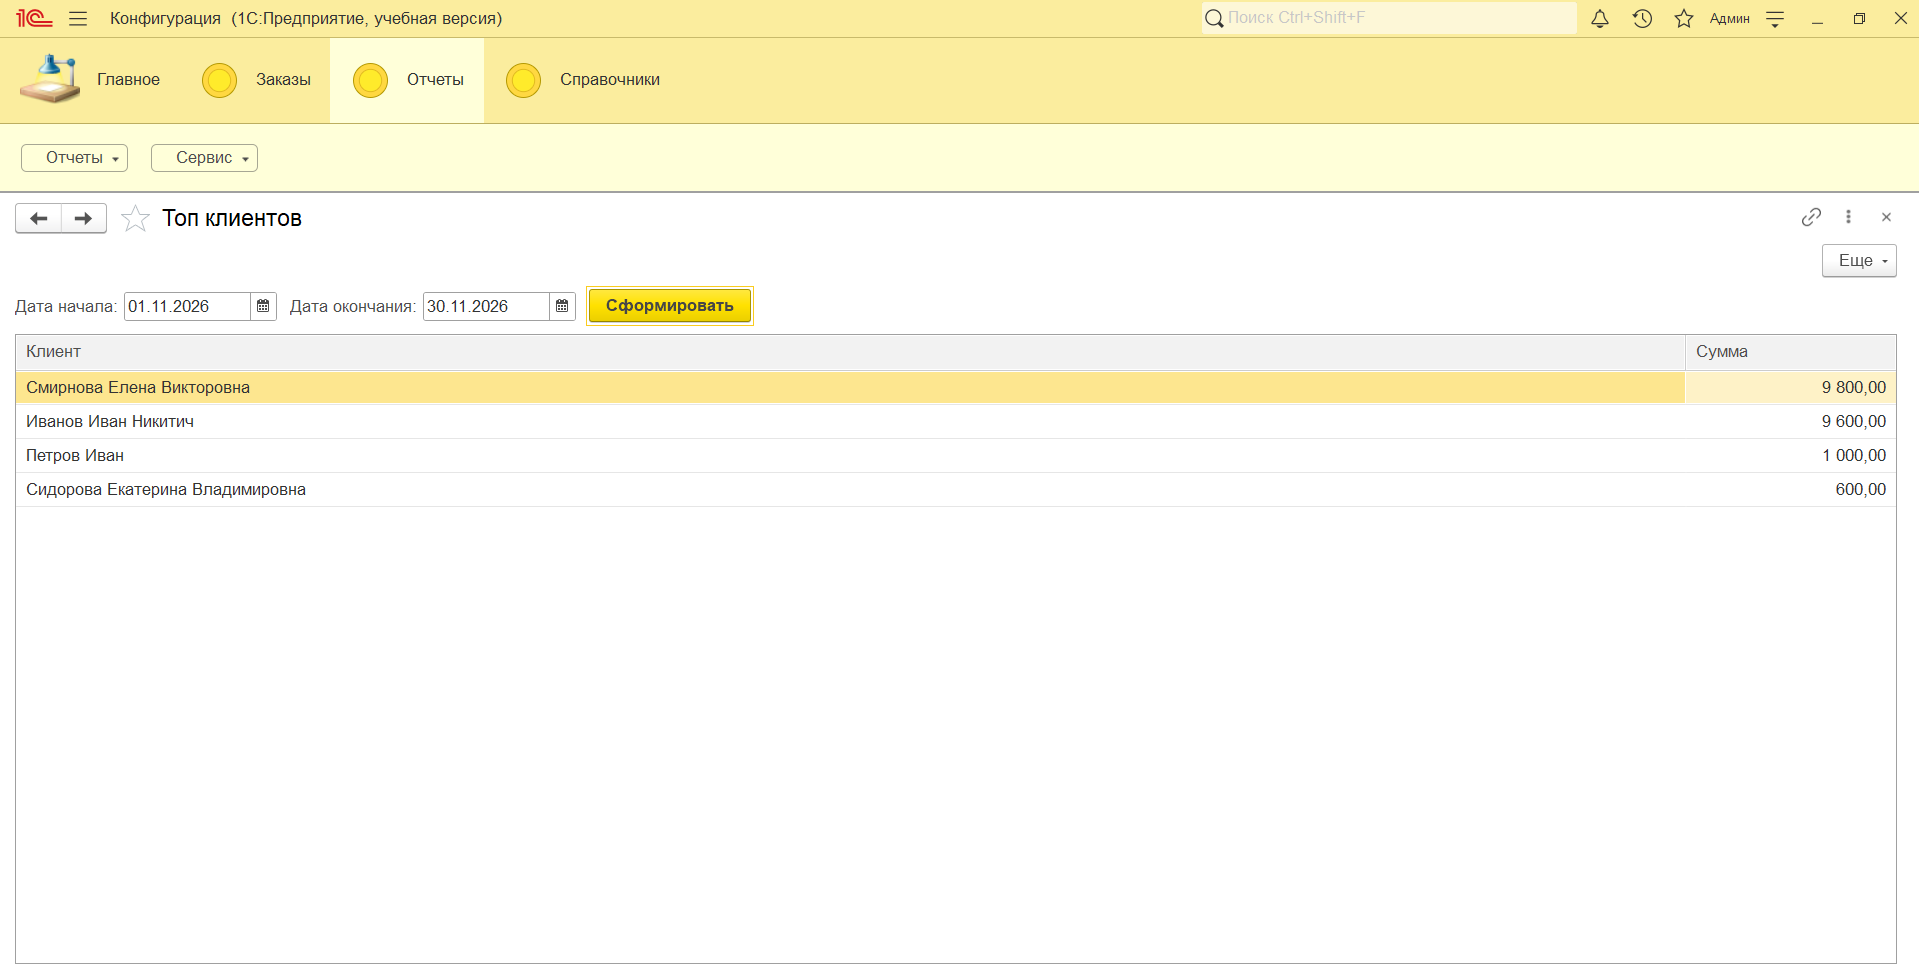 1С Конфигурация (1С:Предприятие, учебная версия) Поиск Ctrl+Shift+F Админ
Главное Заказы Отчеты Справочники
Отчеты Сервис
Топ клиентов
Еще
Дата начала: 01.11.2026 Дата окончания: 30.11.2026 Сформировать
Клиент Сумма
Смирнова Елена Викторовна 9 800,00
Иванов Иван Никитич 9 600,00
Петров Иван 1 000,00
Сидорова Екатерина Владимировна 600,00